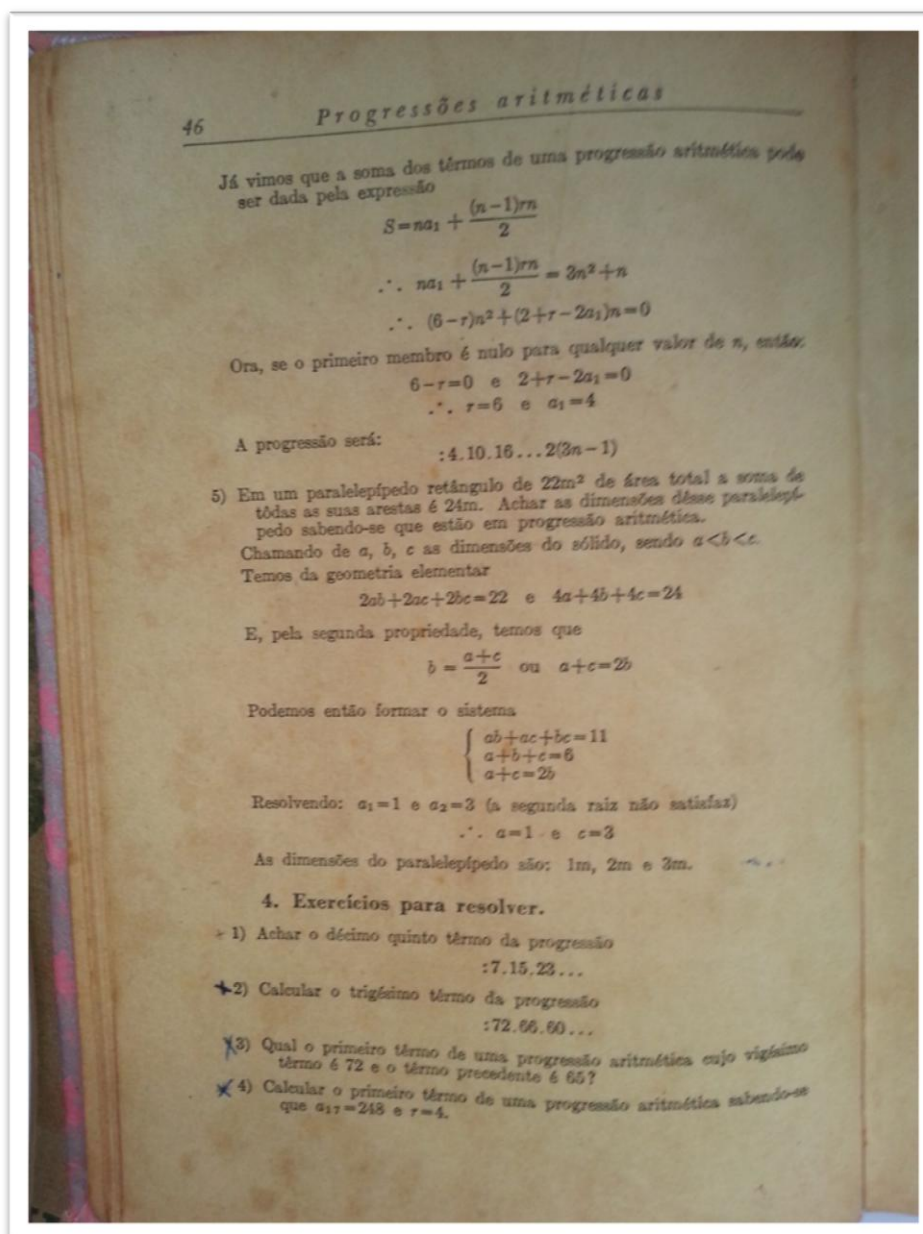 46 Progressões aritméticas
Já vimos que a soma dos têrmos de uma progressão aritmética pode
ser dada pela expressão
S=na₁ + (n−1)rn/2
∴ na₁ + (n−1)rn/2 = 3n²+n
∴ (6−r)n²+(2+r−2a₁)n=0
Ora, se o primeiro membro é nulo para qualquer valor de n, então:
6−r=0 e 2+r−2a₁=0
∴ r=6 e a₁=4
A progressão será:
:4.10.16...2(3n−1)
5) Em um paralelepípedo retângulo de 22m² de área total a soma de
tôdas as suas arestas é 24m. Achar as dimensões dêsse paralelepí-
pedo sabendo-se que estão em progressão aritmética.
Chamando de a, b, c as dimensões do sólido, sendo a<b<c.
Temos da geometria elementar
2ab+2ac+2bc=22 e 4a+4b+4c=24
E, pela segunda propriedade, temos que
b = a+c/2 ou a+c=2b
Podemos então formar o sistema
ab+ac+bc=11
a+b+c=6
a+c=2b
Resolvendo: a₁=1 e a₂=3 (a segunda raiz não satisfaz)
∴ a=1 e c=3
As dimensões do paralelepípedo são: 1m, 2m e 3m.
4. Exercícios para resolver.
1) Achar o décimo quinto têrmo da progressão
:7.15.23...
2) Calcular o trigésimo têrmo da progressão
:72.66.60...
3) Qual o primeiro têrmo de uma progressão aritmética cujo vigésimo
têrmo é 72 e o têrmo precedente é 65?
4) Calcular o primeiro têrmo de uma progressão aritmética sabendo-se
que a₁₇=248 e r=4.